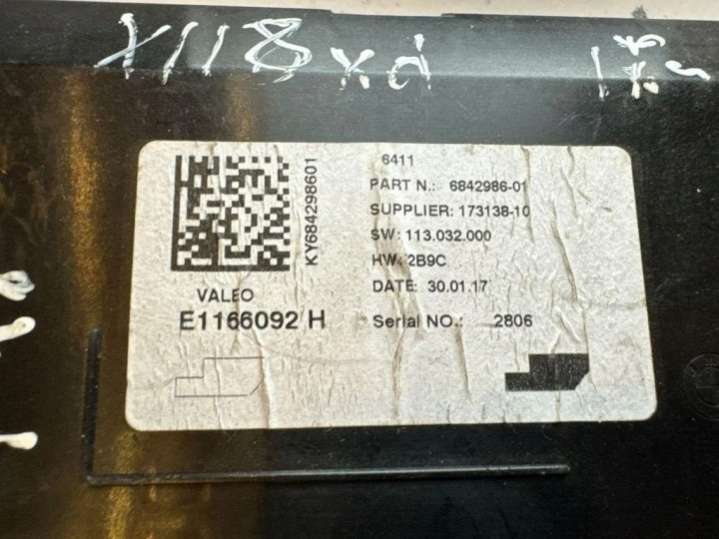 X118xd
6411
PART N.: 6842986-01
SUPPLIER: 173138-10
SW: 113.032.000
HW: 2B9C
DATE: 30.01.17
Serial NO.: 2806
KY684298601
VALEO
E1166092 H